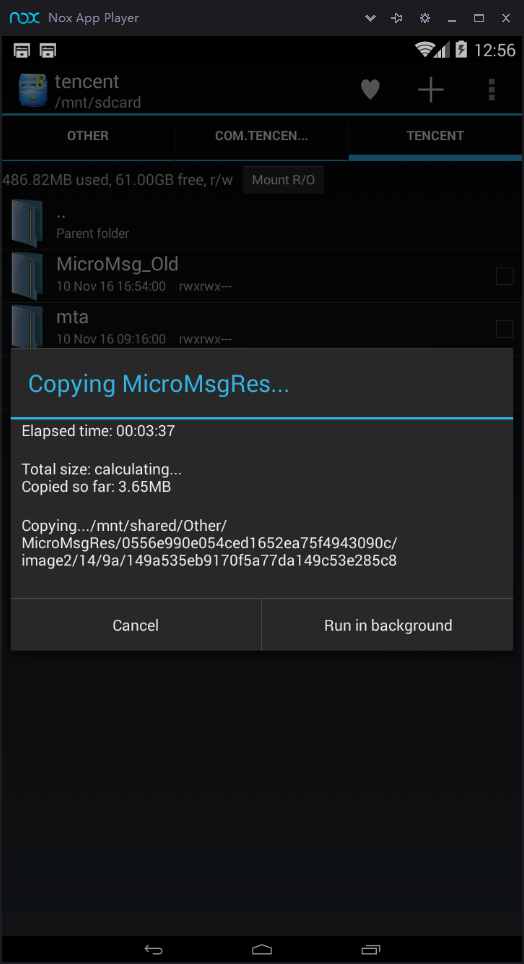 nox Nox App Player
12:56
tencent
/mnt/sdcard
OTHER
COM.TENCEN...
TENCENT
486.82MB used, 61.00GB free, r/w
Mount R/O
..
Parent folder
MicroMsg_Old
10 Nov 16 16:54:00 rwxrwx---
mta
10 Nov 16 09:16:00 rwxrwx---
Copying MicroMsgRes...
Elapsed time: 00:03:37
Total size: calculating...
Copied so far: 3.65MB
Copying.../mnt/shared/Other/
MicroMsgRes/0556e990e054ced1652ea75f4943090c/
image2/14/9a/149a535eb9170f5a77da149c53e285c8
Cancel
Run in background